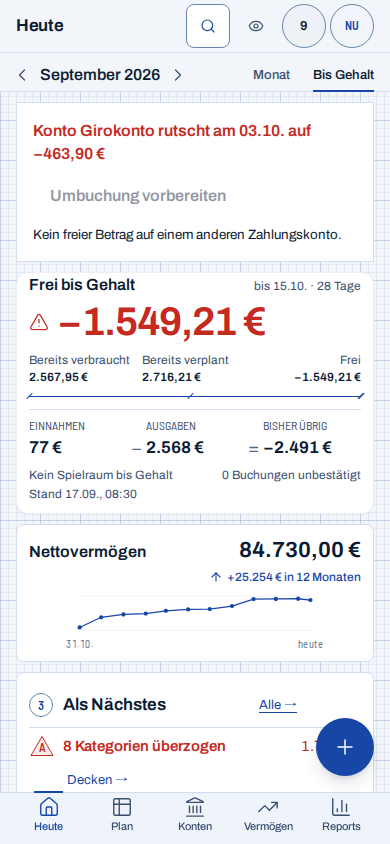 Heute
9
NU
September 2026
Monat
Bis Gehalt
Konto Girokonto rutscht am 03.10. auf
−463,90 €
Umbuchung vorbereiten
Kein freier Betrag auf einem anderen Zahlungskonto.
Frei bis Gehalt
bis 15.10. · 28 Tage
−1.549,21 €
Bereits verbraucht
Bereits verplant
Frei
2.567,95 €
2.716,21 €
−1.549,21 €
EINNAHMEN
AUSGABEN
BISHER ÜBRIG
77 €
− 2.568 €
= −2.491 €
Kein Spielraum bis Gehalt
0 Buchungen unbestätigt
Stand 17.09., 08:30
Nettovermögen
84.730,00 €
↑ +25.254 € in 12 Monaten
31.10.
heute
3
Als Nächstes
Alle →
A
8 Kategorien überzogen
Decken →
Heute
Plan
Konten
Vermögen
Reports